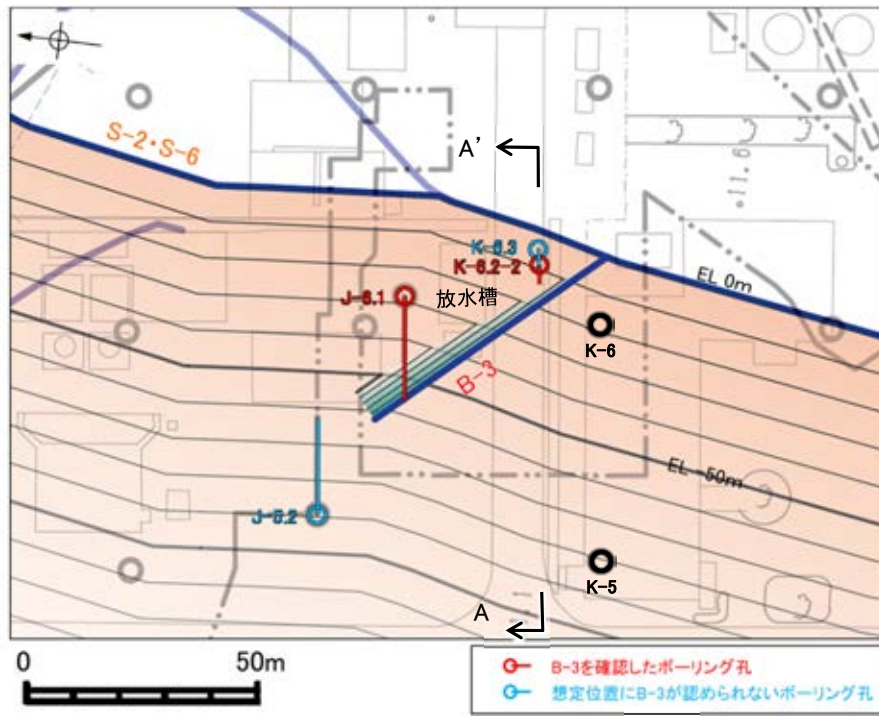 S-2・S-6
A'
11.6
K-6.3
K-6.2-2
EL 0m
J-6.1
放水槽
K-6
B-3
EL -50m
J-5.2
K-5
A
0 50m
B-3を確認したボーリング孔
想定位置にB-3が認められないボーリング孔